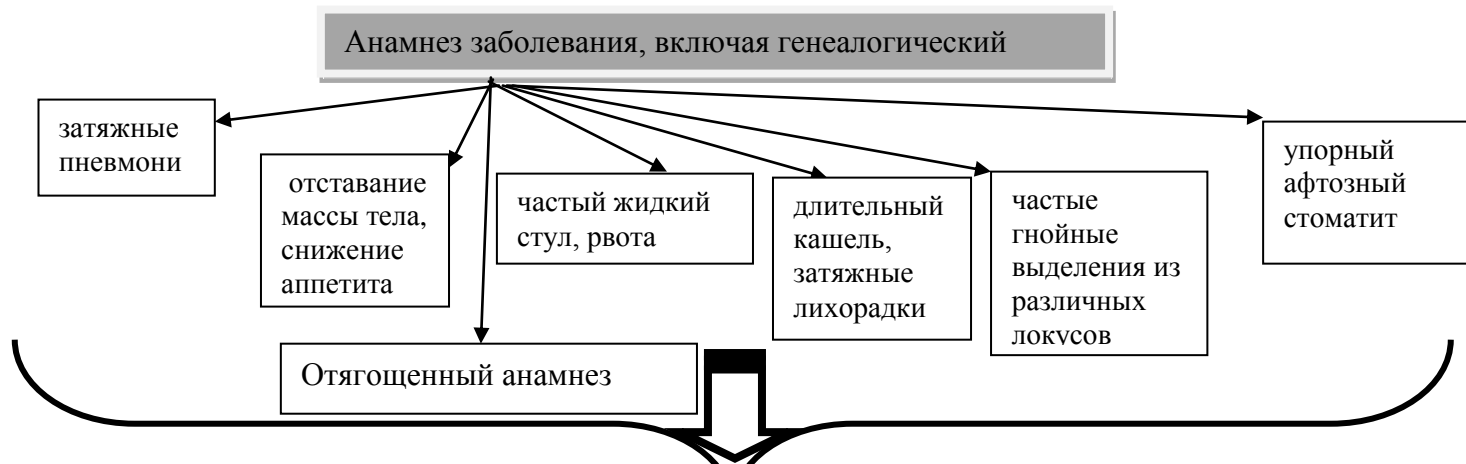 Анамнез заболевания, включая генеалогический
затяжные
пневмони
отставание
массы тела,
снижение
аппетита
частый жидкий
стул, рвота
длительный
кашель,
затяжные
лихорадки
частые
гнойные
выделения из
различных
локусов
упорный
афтозный
стоматит
Отягощенный анамнез